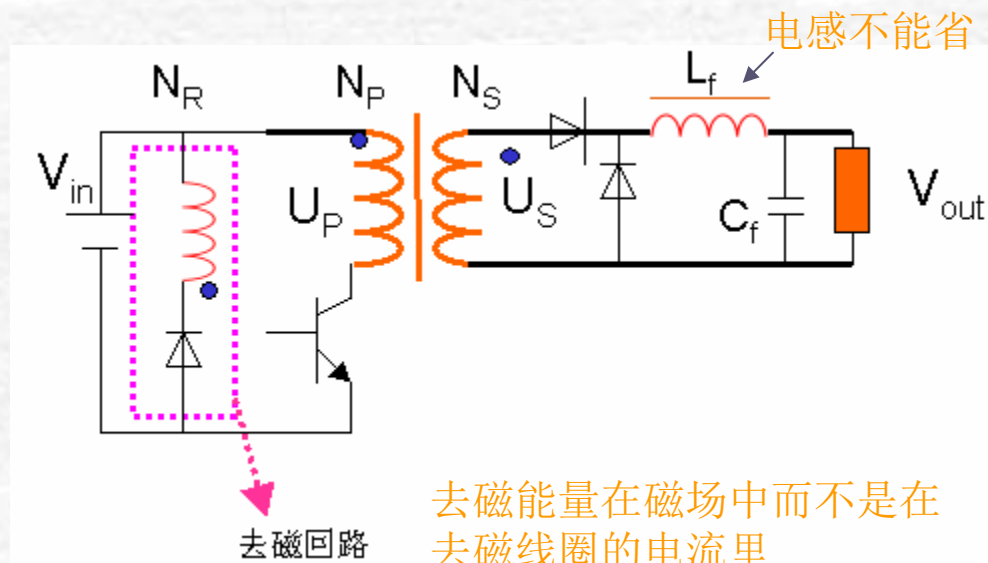 电感不能省
N_R N_P N_S L_f
V_in U_P U_S C_f V_out
去磁回路
去磁能量在磁场中而不是在
去磁线圈的电流里